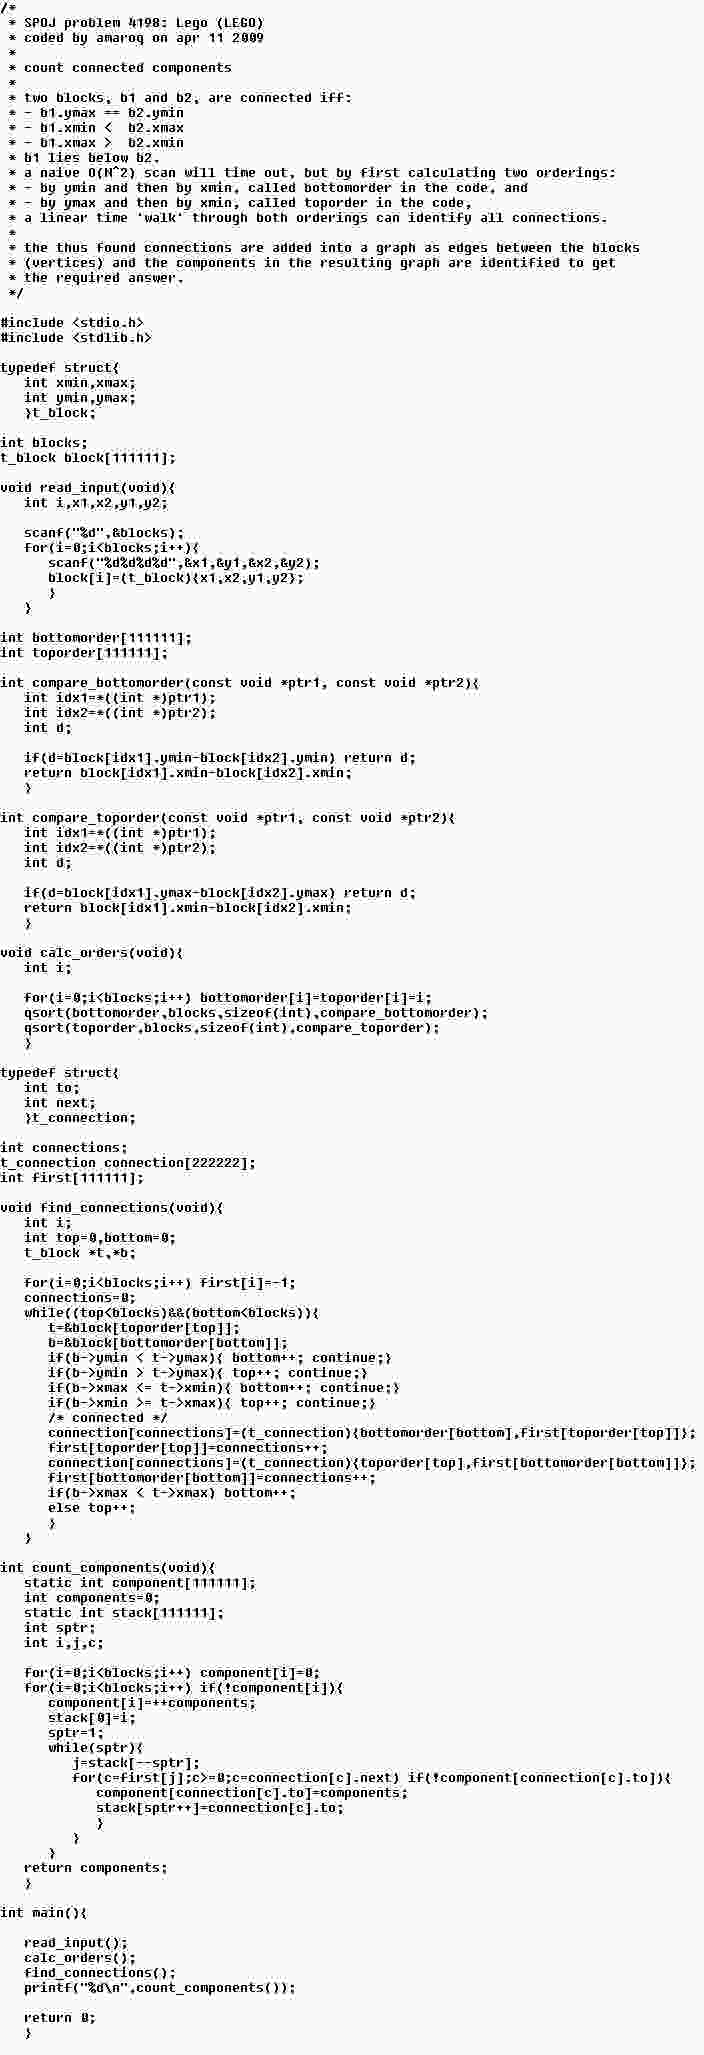 /*
 * SPOJ problem 4198: Lego (LEGO)
 * coded by amaroq on apr 11 2009
 *
 * count connected components
 *
 * two blocks, b1 and b2, are connected iff:
 * - b1.ymax == b2.ymin
 * - b1.xmin <  b2.xmax
 * - b1.xmax >  b2.xmin
 * b1 lies below b2.
 * a naive O(N^2) scan will time out, but by first calculating two orderings:
 * - by ymin and then by xmin, called bottomorder in the code, and
 * - by ymax and then by xmin, called toporder in the code,
 * a linear time 'walk' through both orderings can identify all connections.
 *
 * the thus found connections are added into a graph as edges between the blocks
 * (vertices) and the components in the resulting graph are identified to get
 * the required answer.
 */

#include <stdio.h>
#include <stdlib.h>

typedef struct{
   int xmin,xmax;
   int ymin,ymax;
   }t_block;

int blocks;
t_block block[111111];

void read_input(void){
   int i,x1,x2,y1,y2;

   scanf("%d",&blocks);
   for(i=0;i<blocks;i++){
      scanf("%d%d%d%d",&x1,&y1,&x2,&y2);
      block[i]=(t_block){x1,x2,y1,y2};
      }
   }

int bottomorder[111111];
int toporder[111111];

int compare_bottomorder(const void *ptr1, const void *ptr2){
   int idx1=*((int *)ptr1);
   int idx2=*((int *)ptr2);
   int d;

   if(d=block[idx1].ymin-block[idx2].ymin) return d;
   return block[idx1].xmin-block[idx2].xmin;
   }

int compare_toporder(const void *ptr1, const void *ptr2){
   int idx1=*((int *)ptr1);
   int idx2=*((int *)ptr2);
   int d;

   if(d=block[idx1].ymax-block[idx2].ymax) return d;
   return block[idx1].xmin-block[idx2].xmin;
   }

void calc_orders(void){
   int i;

   for(i=0;i<blocks;i++) bottomorder[i]=toporder[i]=i;
   qsort(bottomorder,blocks,sizeof(int),compare_bottomorder);
   qsort(toporder,blocks,sizeof(int),compare_toporder);
   }

typedef struct{
   int to;
   int next;
   }t_connection;

int connections;
t_connection connection[222222];
int first[111111];

void find_connections(void){
   int i;
   int top=0,bottom=0;
   t_block *t,*b;

   for(i=0;i<blocks;i++) first[i]=-1;
   connections=0;
   while((top<blocks)&&(bottom<blocks)){
      t=&block[toporder[top]];
      b=&block[bottomorder[bottom]];
      if(b->ymin < t->ymax){ bottom++; continue;}
      if(b->ymin > t->ymax){ top++; continue;}
      if(b->xmax <= t->xmin){ bottom++; continue;}
      if(b->xmin >= t->xmax){ top++; continue;}
      /* connected */
      connection[connections]=(t_connection){bottomorder[bottom],first[toporder[top]]};
      first[toporder[top]]=connections++;
      connection[connections]=(t_connection){toporder[top],first[bottomorder[bottom]]};
      first[bottomorder[bottom]]=connections++;
      if(b->xmax < t->xmax) bottom++;
      else top++;
      }
   }

int count_components(void){
   static int component[111111];
   int components=0;
   static int stack[111111];
   int sptr;
   int i,j,c;

   for(i=0;i<blocks;i++) component[i]=0;
   for(i=0;i<blocks;i++) if(!component[i]){
      component[i]=++components;
      stack[0]=i;
      sptr=1;
      while(sptr){
         j=stack[--sptr];
         for(c=first[j];c>=0;c=connection[c].next) if(!component[connection[c].to]){
            component[connection[c].to]=components;
            stack[sptr++]=connection[c].to;
            }
         }
      }
   return components;
   }

int main(){

   read_input();
   calc_orders();
   find_connections();
   printf("%d\n",count_components());

   return 0;
   }